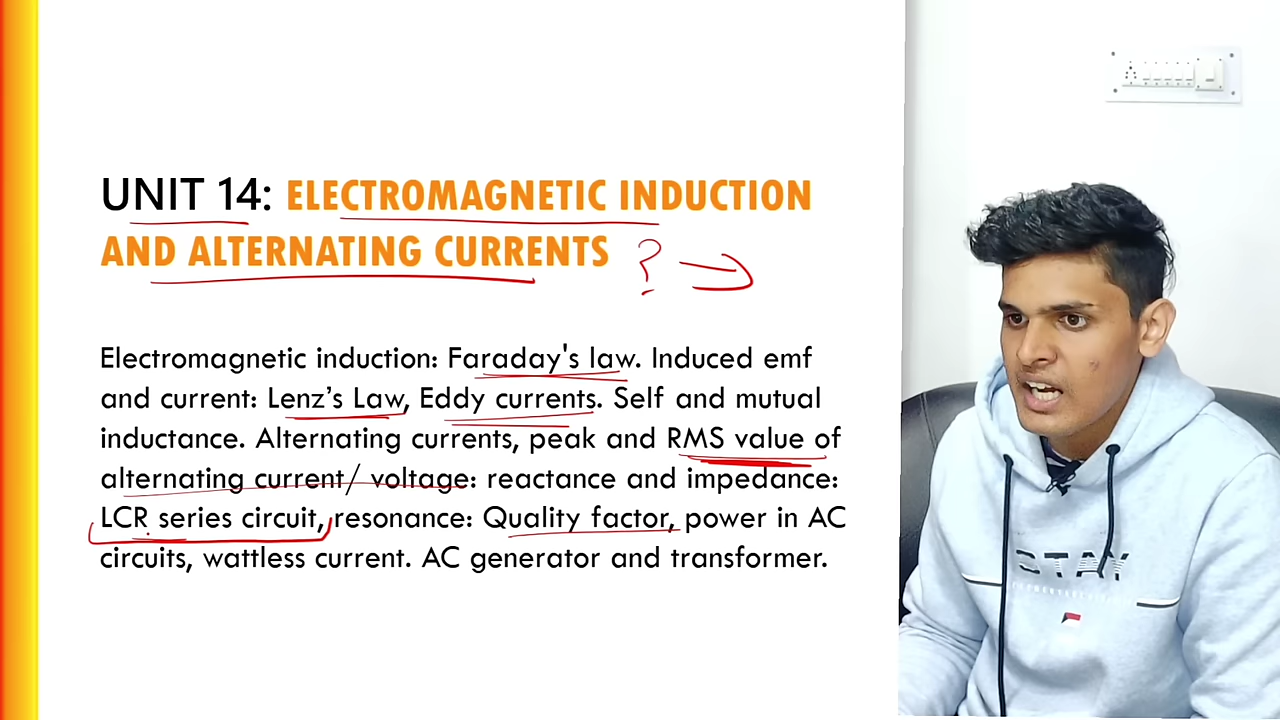 UNIT 14: ELECTROMAGNETIC INDUCTION
AND ALTERNATING CURRENTS ?
Electromagnetic induction: Faraday's law. Induced emf
and current: Lenz’s Law, Eddy currents. Self and mutual
inductance. Alternating currents, peak and RMS value of
alternating current/ voltage: reactance and impedance:
LCR series circuit, resonance: Quality factor, power in AC
circuits, wattless current. AC generator and transformer.
STAY